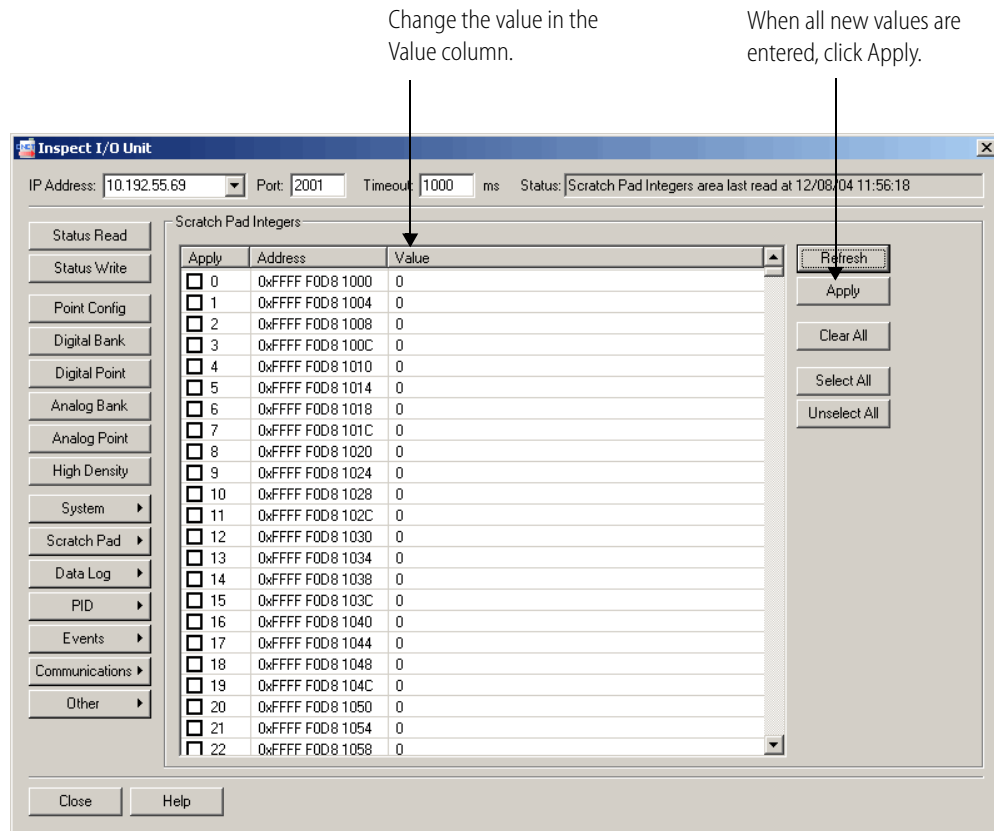 Change the value in the
Value column.
When all new values are
entered, click Apply.
Inspect I/O Unit
IP Address: 10.192.55.69 Port: 2001 Timeout: 1000 ms Status: Scratch Pad Integers area last read at 12/08/04 11:56:18
Status Read
Status Write
Point Config
Digital Bank
Digital Point
Analog Bank
Analog Point
High Density
System
Scratch Pad
Data Log
PID
Events
Communications
Other
Scratch Pad Integers
Apply Address Value
0 0xFFFF F0D8 1000 0
1 0xFFFF F0D8 1004 0
2 0xFFFF F0D8 1008 0
3 0xFFFF F0D8 100C 0
4 0xFFFF F0D8 1010 0
5 0xFFFF F0D8 1014 0
6 0xFFFF F0D8 1018 0
7 0xFFFF F0D8 101C 0
8 0xFFFF F0D8 1020 0
9 0xFFFF F0D8 1024 0
10 0xFFFF F0D8 1028 0
11 0xFFFF F0D8 102C 0
12 0xFFFF F0D8 1030 0
13 0xFFFF F0D8 1034 0
14 0xFFFF F0D8 1038 0
15 0xFFFF F0D8 103C 0
16 0xFFFF F0D8 1040 0
17 0xFFFF F0D8 1044 0
18 0xFFFF F0D8 1048 0
19 0xFFFF F0D8 104C 0
20 0xFFFF F0D8 1050 0
21 0xFFFF F0D8 1054 0
22 0xFFFF F0D8 1058 0
Refresh
Apply
Clear All
Select All
Unselect All
Close Help